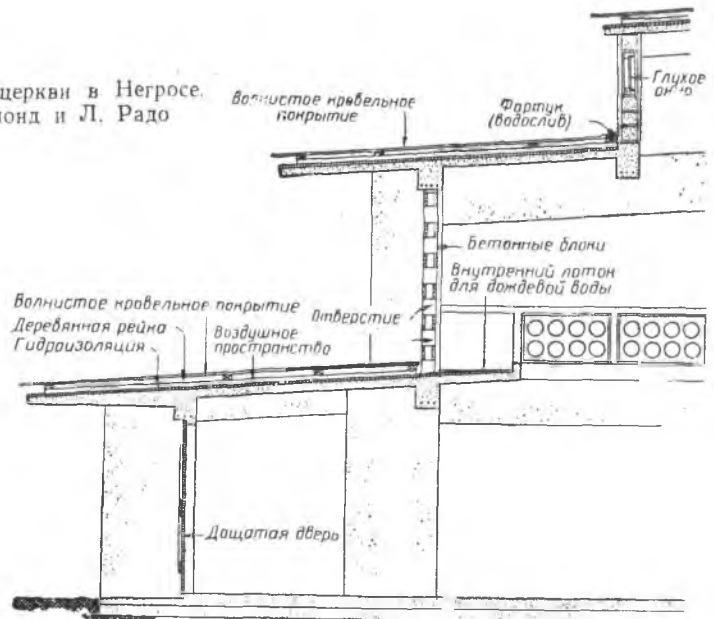 церкви в Негросе.
онд и Л. Радо
Волнистое кровельное
покрытие
Фартук
(водослив)
Глухое
окно
Бетонные блоки
Внутренний лоток
для дождевой воды
Волнистое кровельное покрытие
Деревянная рейка
Гидроизоляция
Воздушное
пространство
Отверстие
Дощатая дверь